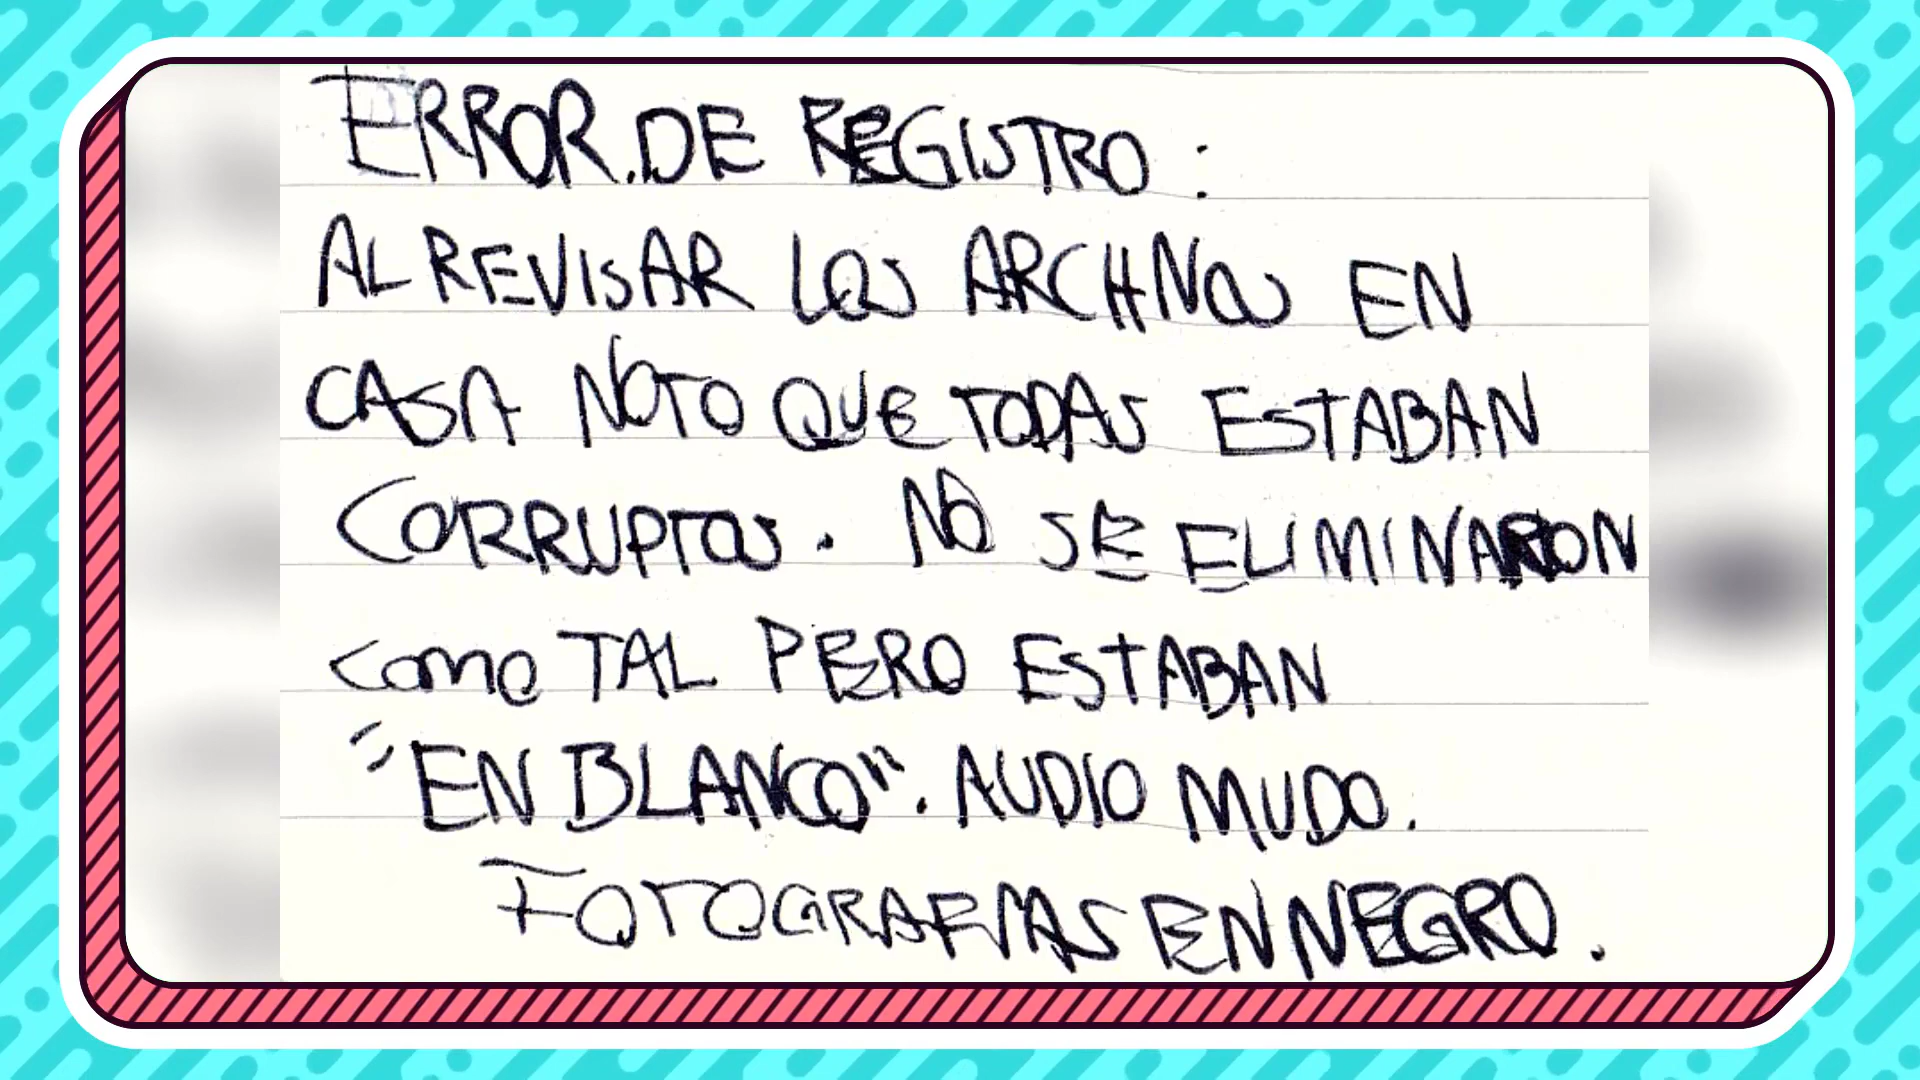 ERROR. DE REGISTRO:
AL REVISAR LOS ARCHIVOS EN
CASA NOTO QUE TODAS ESTABAN
CORRUPTOS. NO SE ELIMINARON
como TAL PERO ESTABAN
"EN BLANCO". AUDIO MUDO.
FOTOGRAFIAS EN NEGRO.